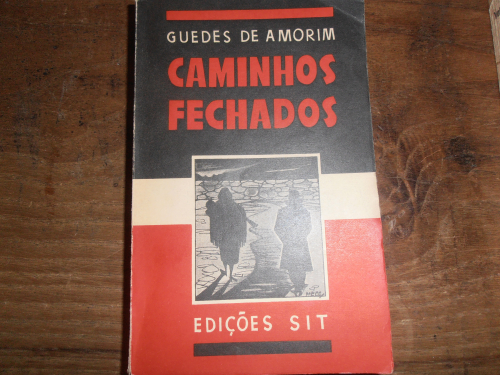 GUEDES DE AMORIM
CAMINHOS
FECHADOS
EDIÇÕES SIT